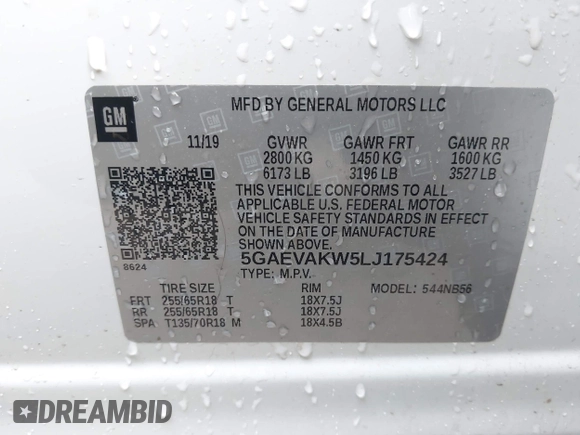 GM
MFD BY GENERAL MOTORS LLC
11/19 GVWR GAWR FRT GAWR RR
2800 KG 1450 KG 1600 KG
6173 LB 3196 LB 3527 LB
THIS VEHICLE CONFORMS TO ALL
APPLICABLE U.S. FEDERAL MOTOR
VEHICLE SAFETY STANDARDS IN EFFECT
ON THE DATE OF MANUFACTURE
SHOWN ABOVE.
5GAEVAKW5LJ175424
8624
TYPE: M.P.V. MODEL: 544NB56
TIRE SIZE RIM
FRT 255/65R18 T 18X7.5J
RR 255/65R18 T 18X7.5J
SPA T135/70R18 M 18X4.5B
DREAMBID